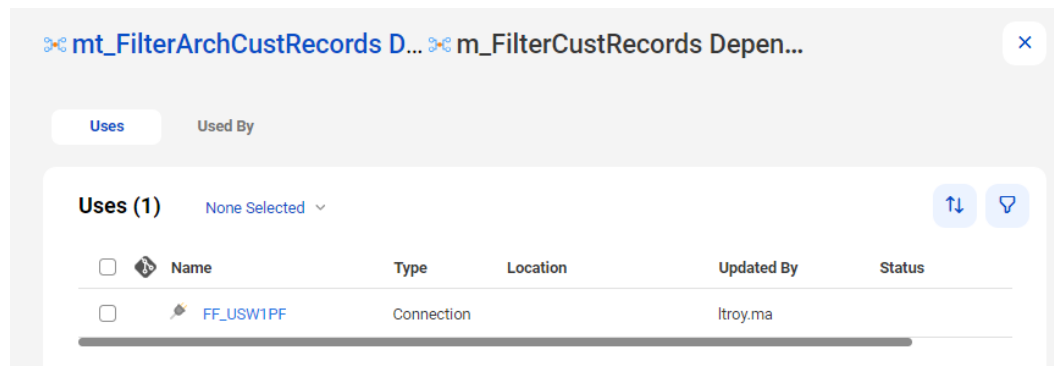 mt_FilterArchCustRecords D... m_FilterCustRecords Depen...
Uses Used By
Uses (1) None Selected
Name Type Location Updated By Status
FF_USW1PF Connection ltroy.ma